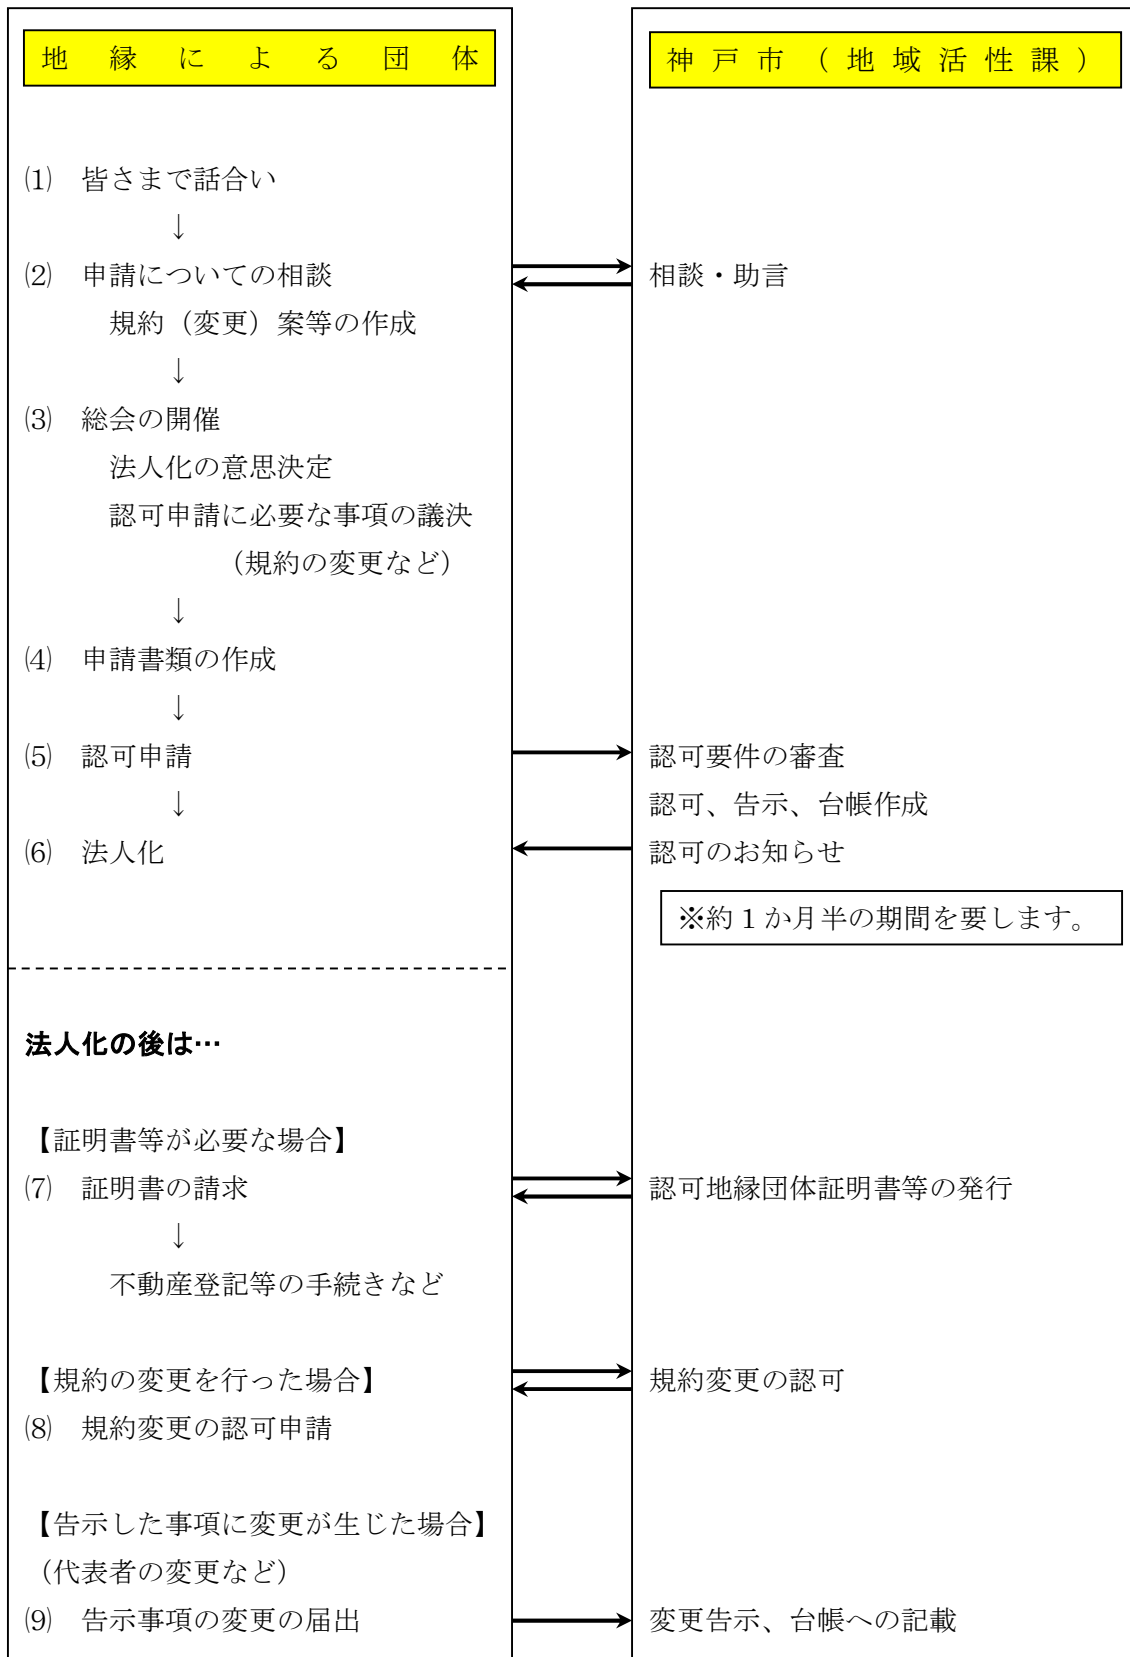 地縁による団体
神戸市（地域活性課）
⑴　皆さまで話合い
↓
⑵　申請についての相談
相談・助言
規約（変更）案等の作成
↓
⑶　総会の開催
法人化の意思決定
認可申請に必要な事項の議決
（規約の変更など）
↓
⑷　申請書類の作成
↓
⑸　認可申請
認可要件の審査
↓
認可、告示、台帳作成
⑹　法人化
認可のお知らせ
※約1か月半の期間を要します。
法人化の後は…
【証明書等が必要な場合】
⑺　証明書の請求
認可地縁団体証明書等の発行
↓
不動産登記等の手続きなど
【規約の変更を行った場合】
規約変更の認可
⑻　規約変更の認可申請
【告示した事項に変更が生じた場合】
（代表者の変更など）
⑼　告示事項の変更の届出
変更告示、台帳への記載